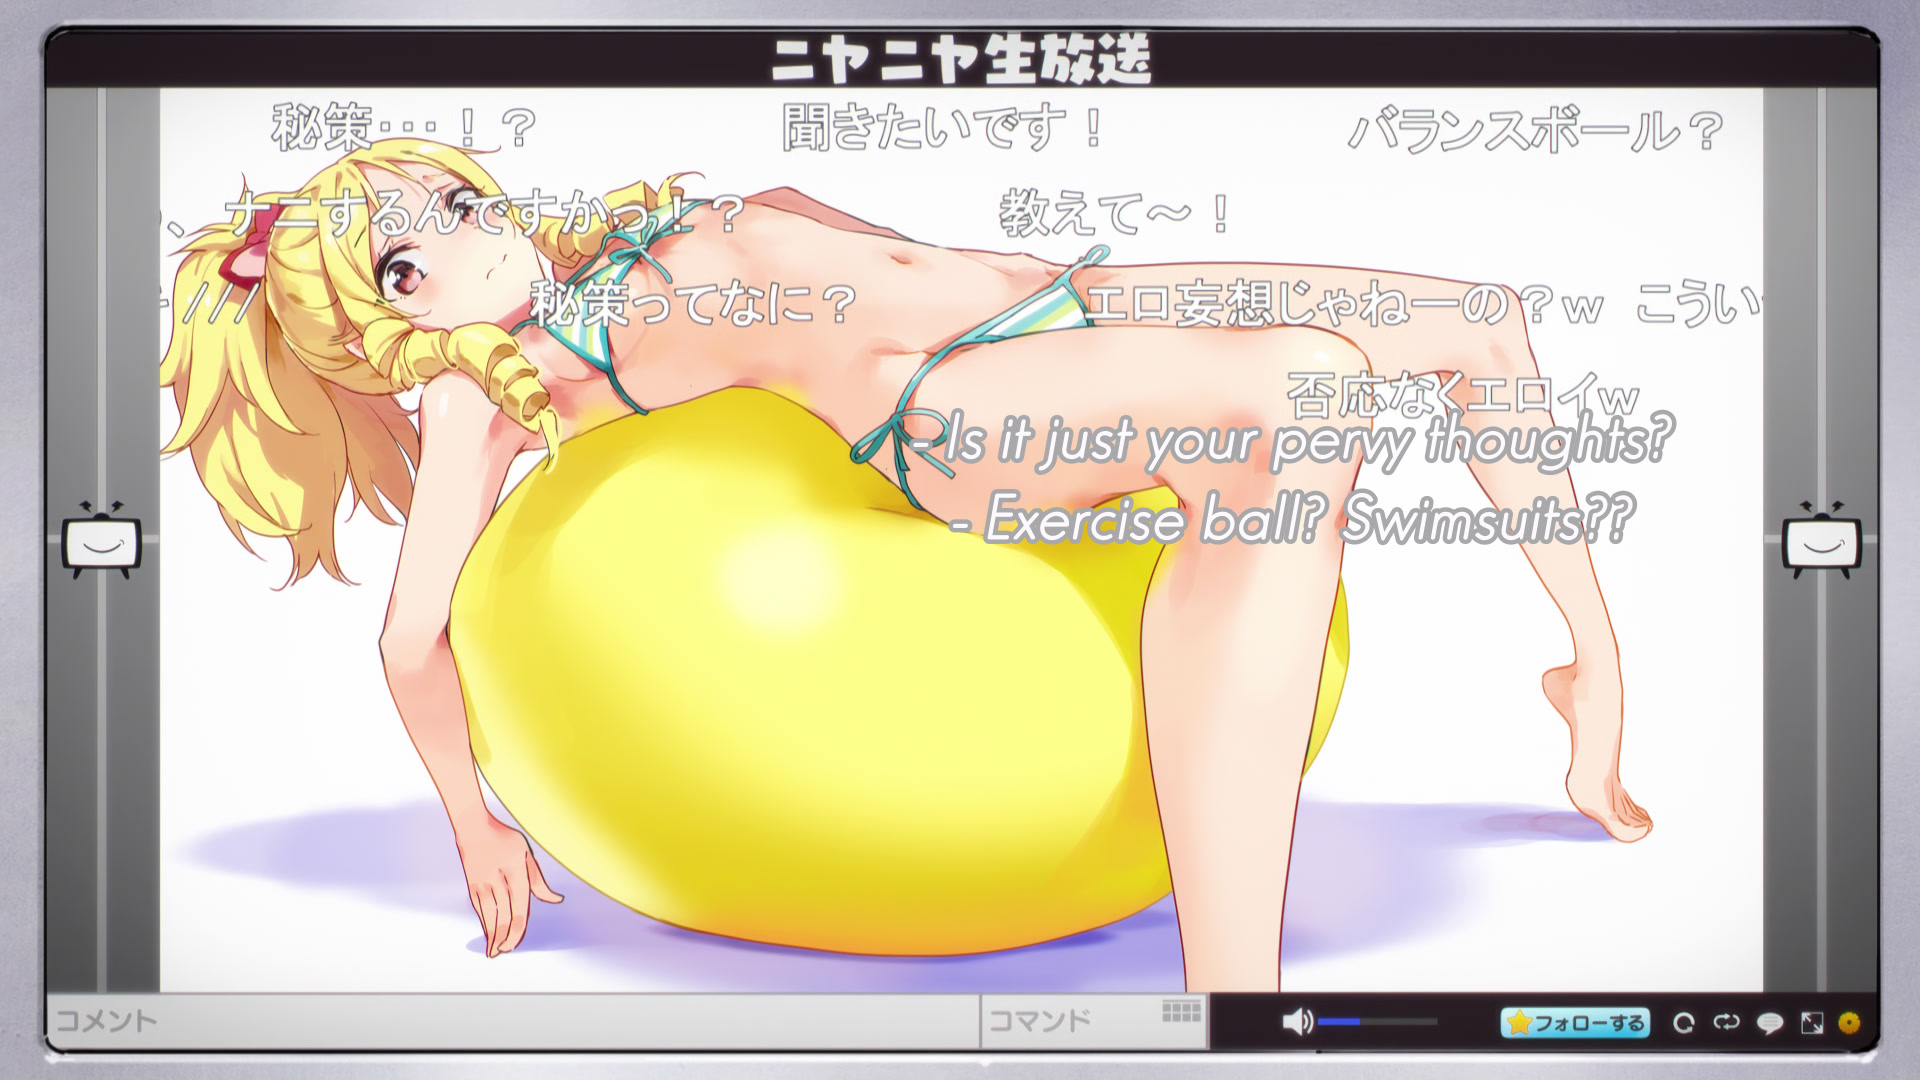 ニヤニヤ生放送
秘策…！？
聞きたいです！
バランスボール？
、ナニするんですかっ！？
教えて～！
///
秘策ってなに？
エロ妄想じゃねーの？w
こうい
否応なくエロイw
- Is it just your pervy thoughts?
- Exercise ball? Swimsuits??
コメント
コマンド
フォローする